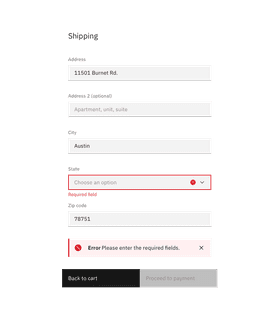 Shipping
Address
11501 Burnet Rd.
Address 2 (optional)
Apartment, unit, suite
City
Austin
State
Choose an option
Required field
Zip code
78751
Error Please enter the required fields.
Back to cart
Proceed to payment